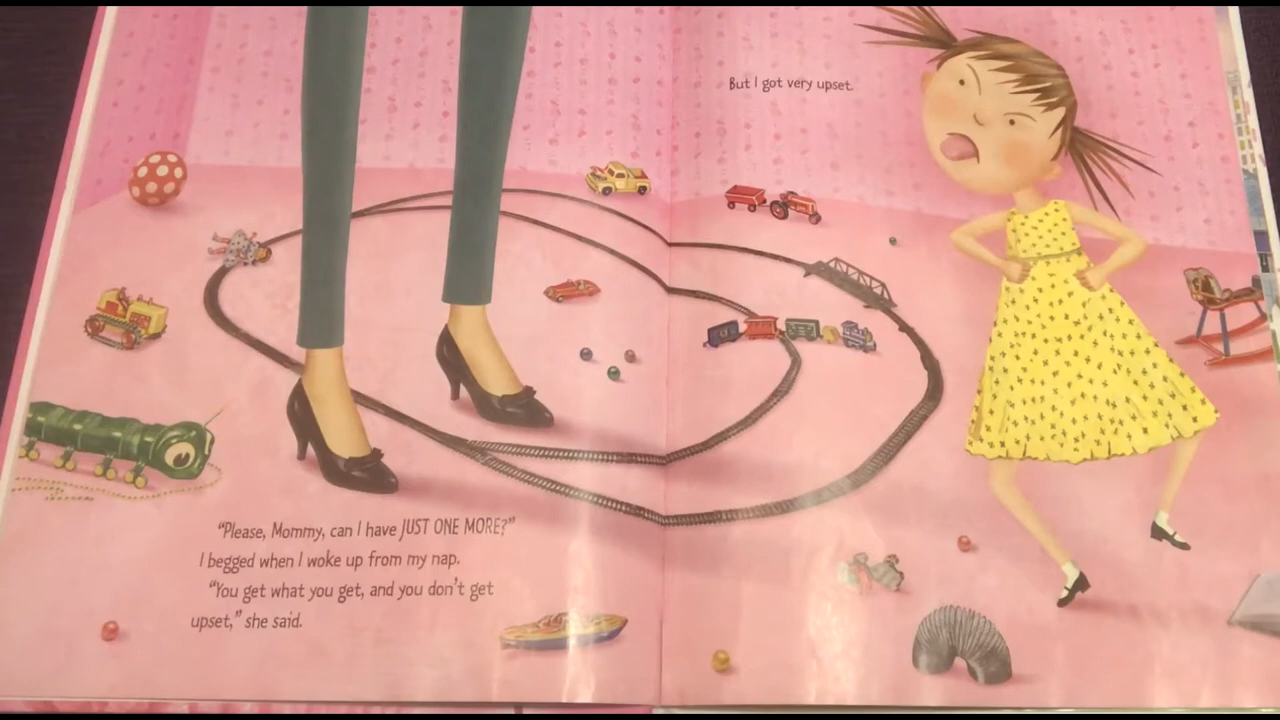 "Please, Mommy, can I have JUST ONE MORE?"
I begged when I woke up from my nap.
"You get what you get, and you don't get
upset," she said.
But I got very upset.